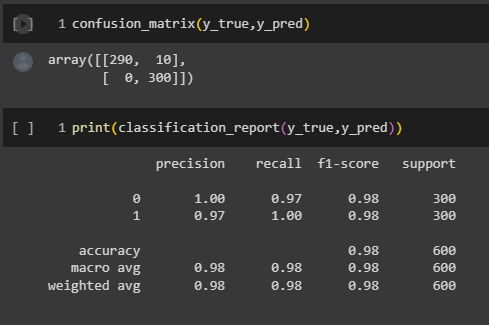 [ ] 1 confusion_matrix(y_true,y_pred)
array([[290,  10],
       [  0, 300]])
[ ] 1 print(classification_report(y_true,y_pred))
              precision    recall  f1-score   support
           0       1.00      0.97      0.98       300
           1       0.97      1.00      0.98       300
    accuracy                           0.98       600
   macro avg       0.98      0.98      0.98       600
weighted avg       0.98      0.98      0.98       600